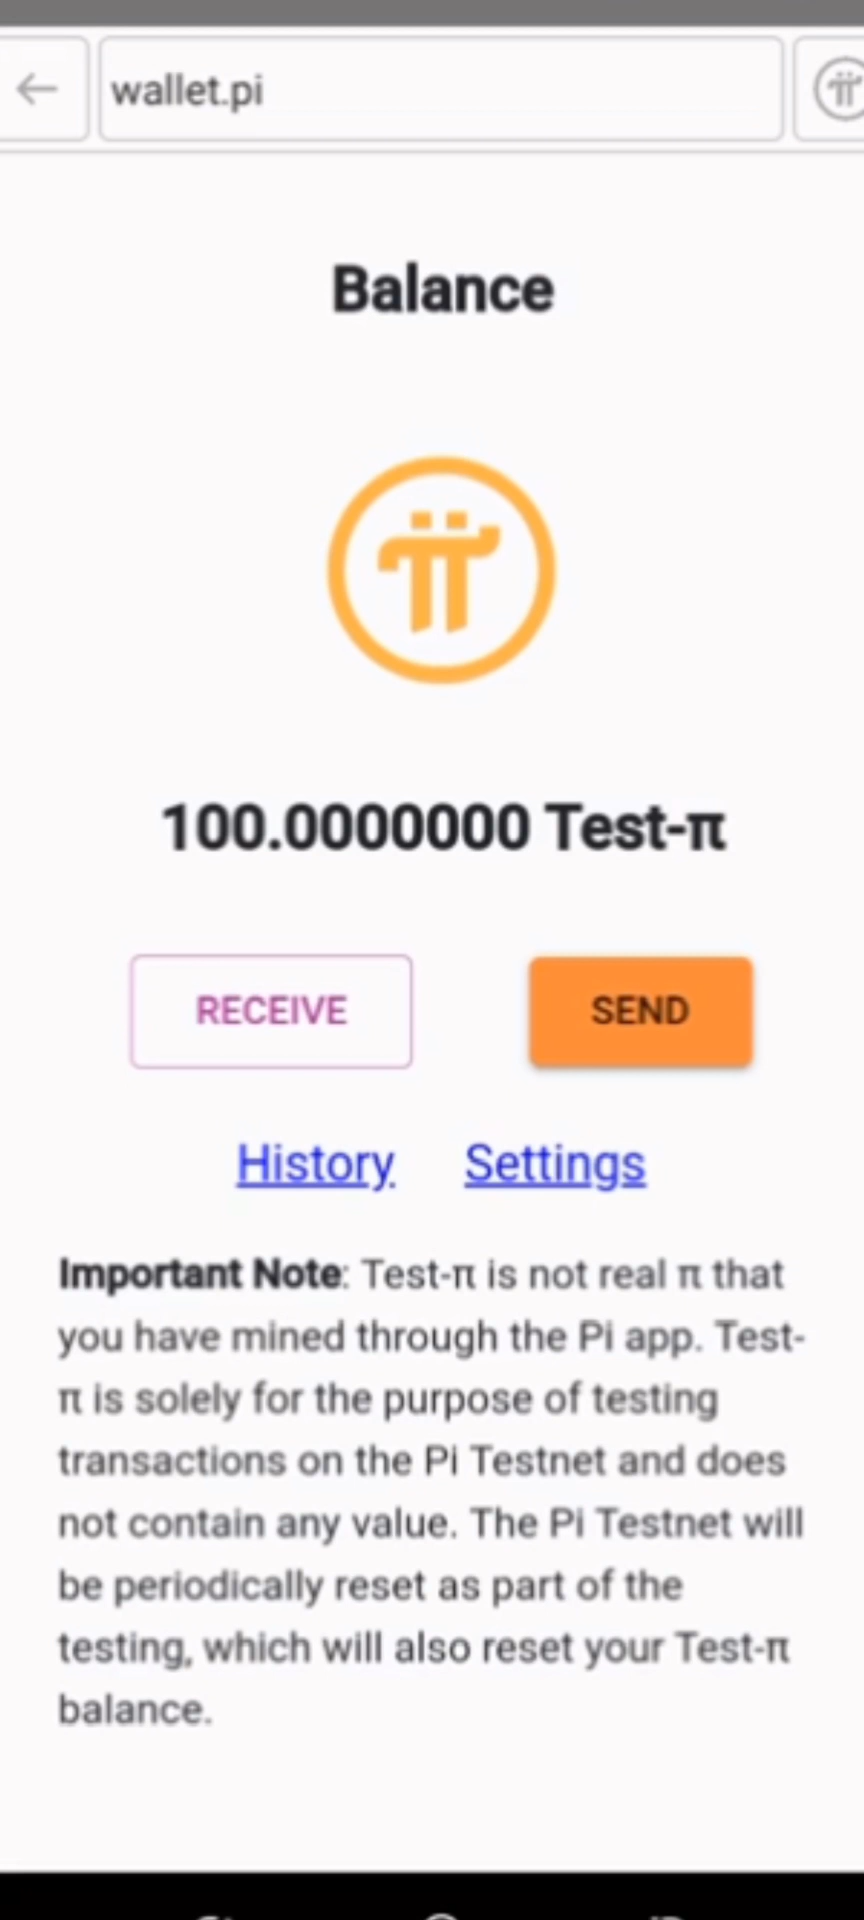 wallet.pi
Balance
100.0000000 Test-π
RECEIVE
SEND
History
Settings
Important Note: Test-π is not real π that
you have mined through the Pi app. Test-
π is solely for the purpose of testing
transactions on the Pi Testnet and does
not contain any value. The Pi Testnet will
be periodically reset as part of the
testing, which will also reset your Test-π
balance.